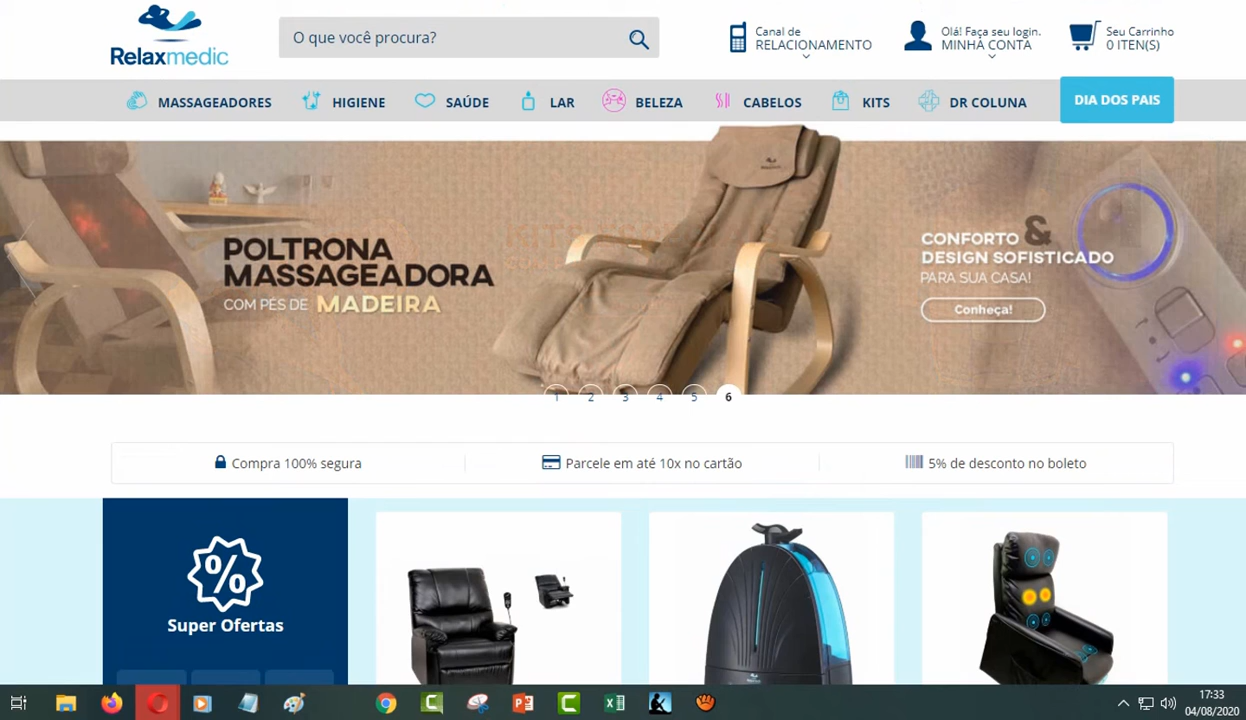 Relaxmedic
O que você procura?
Canal de
RELACIONAMENTO
Olá! Faça seu login.
MINHA CONTA
Seu Carrinho
0 ITEN(S)
MASSAGEADORES
HIGIENE
SAÚDE
LAR
BELEZA
CABELOS
KITS
DR COLUNA
DIA DOS PAIS
POLTRONA
MASSAGEADORA
COM PÉS DE MADEIRA
CONFORTO &
DESIGN SOFISTICADO
PARA SUA CASA!
Conheça!
1 2 3 4 5 6
Compra 100% segura
Parcele em até 10x no cartão
5% de desconto no boleto
%
Super Ofertas
17:33
04/08/2020